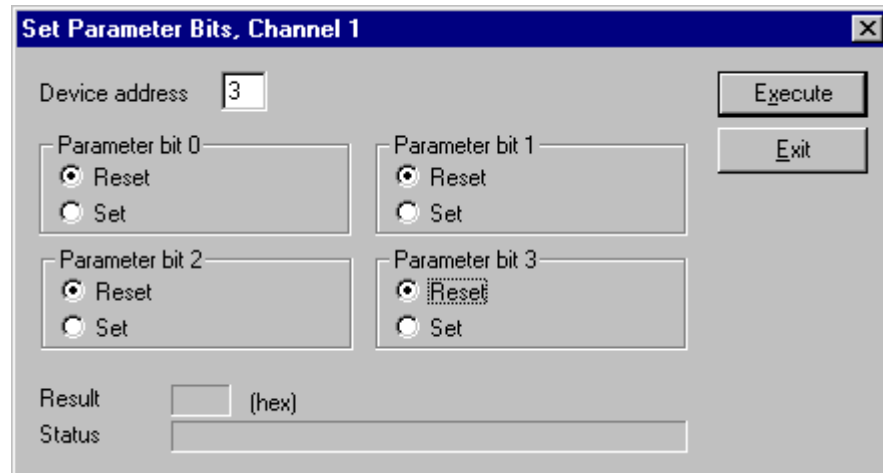 Set Parameter Bits, Channel 1
Device address 3
Execute
Exit
Parameter bit 0
Reset
Set
Parameter bit 1
Reset
Set
Parameter bit 2
Reset
Set
Parameter bit 3
Reset
Set
Result (hex)
Status